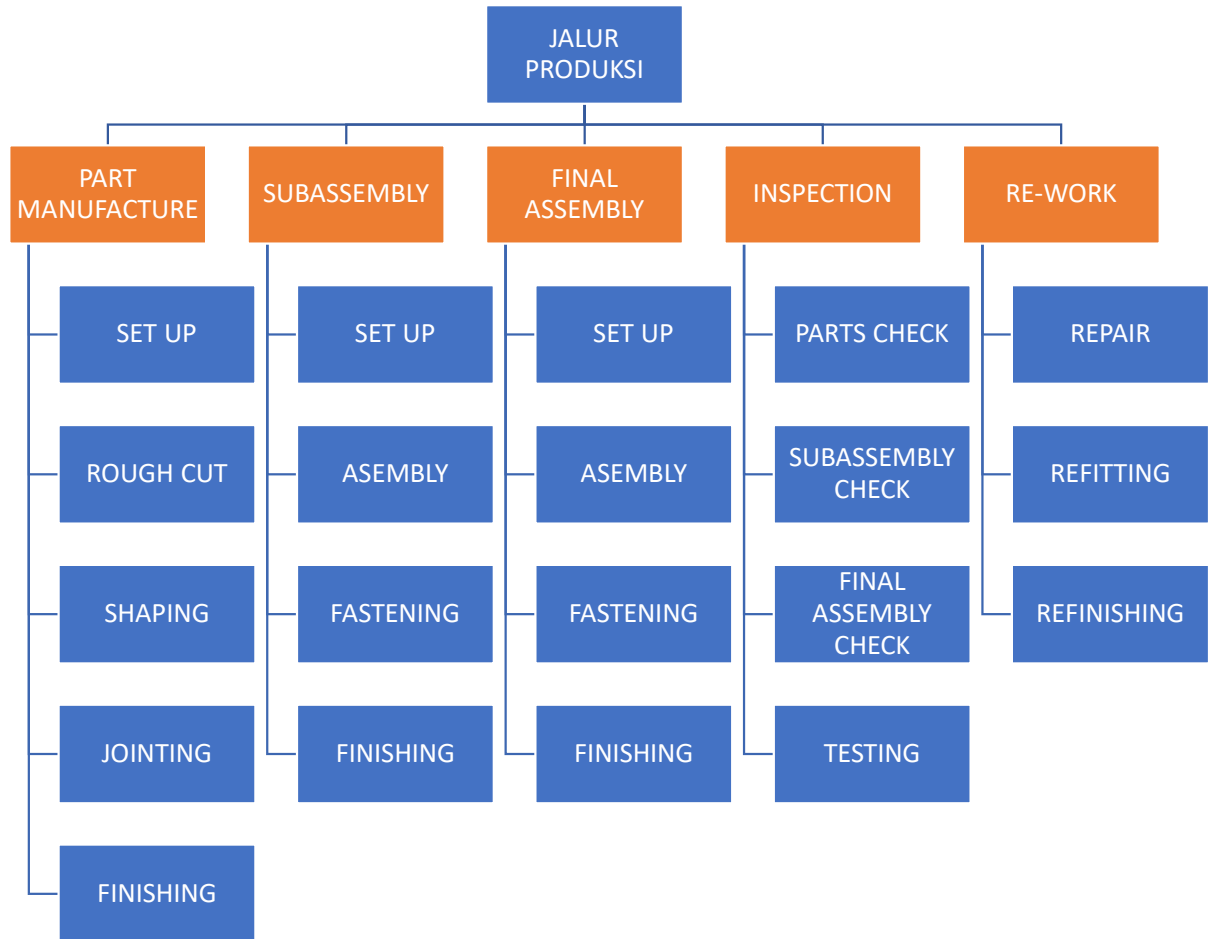 JALUR
PRODUKSI
PART
MANUFACTURE
SUBASSEMBLY
FINAL
ASSEMBLY
INSPECTION
RE-WORK
SET UP
ROUGH CUT
SHAPING
JOINTING
FINISHING
SET UP
ASEMBLY
FASTENING
FINISHING
SET UP
ASEMBLY
FASTENING
FINISHING
PARTS CHECK
SUBASSEMBLY
CHECK
FINAL
ASSEMBLY
CHECK
TESTING
REPAIR
REFITTING
REFINISHING